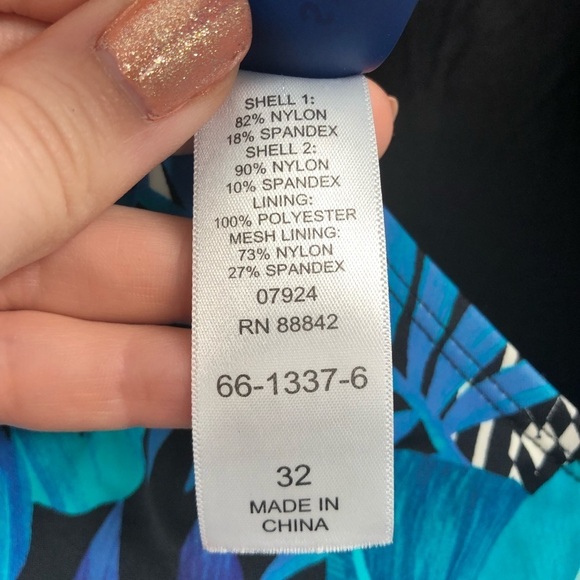 SHELL 1:
82% NYLON
18% SPANDEX
SHELL 2:
90% NYLON
10% SPANDEX
LINING:
100% POLYESTER
MESH LINING:
73% NYLON
27% SPANDEX
07924
RN 88842
66-1337-6
32
MADE IN
CHINA